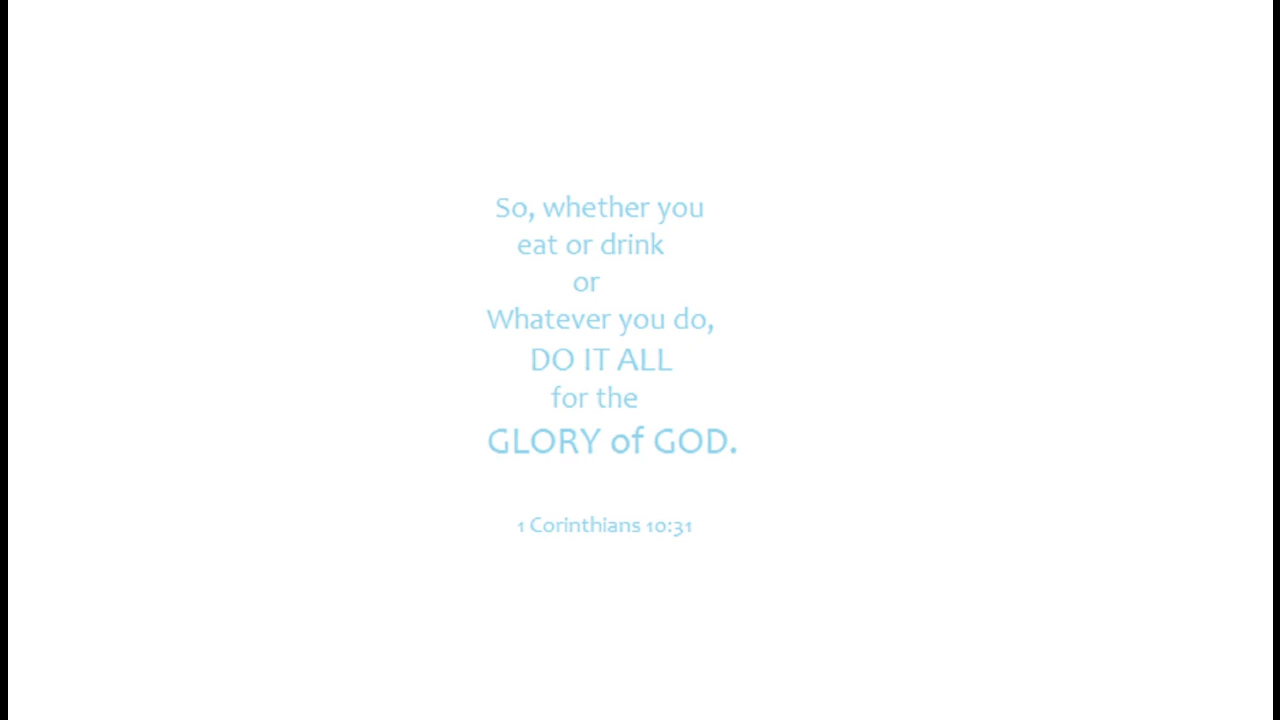 So, whether you
eat or drink
or
Whatever you do,
DO IT ALL
for the
GLORY of GOD.
1 Corinthians 10:31